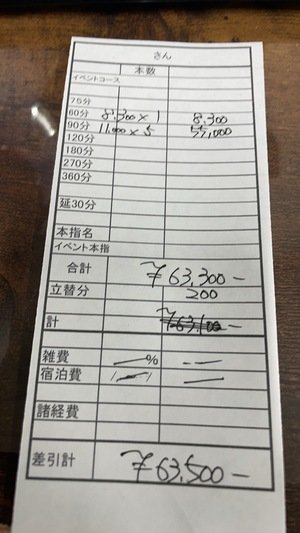 さん
本数
イベントコース
75分
60分 8,300 × 1 8,300
90分 11,000 × 5 55,000
120分
180分
270分
360分
延30分
本指名
イベント本指
合計 ¥63,300−
立替分 200
計 ¥63,100−
雑費 — % —
宿泊費 — —
諸経費
差引計 ¥63,500−